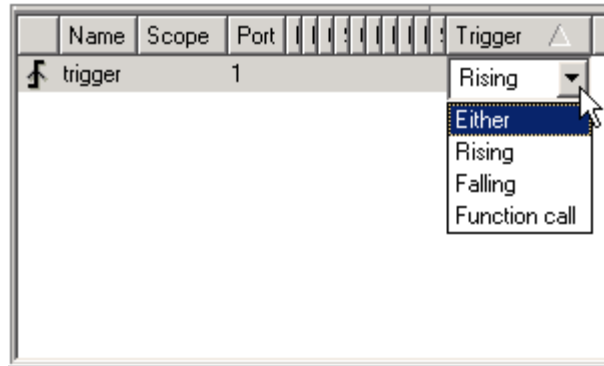 Name Scope Port Trigger
trigger 1 Rising
Either
Rising
Falling
Function call